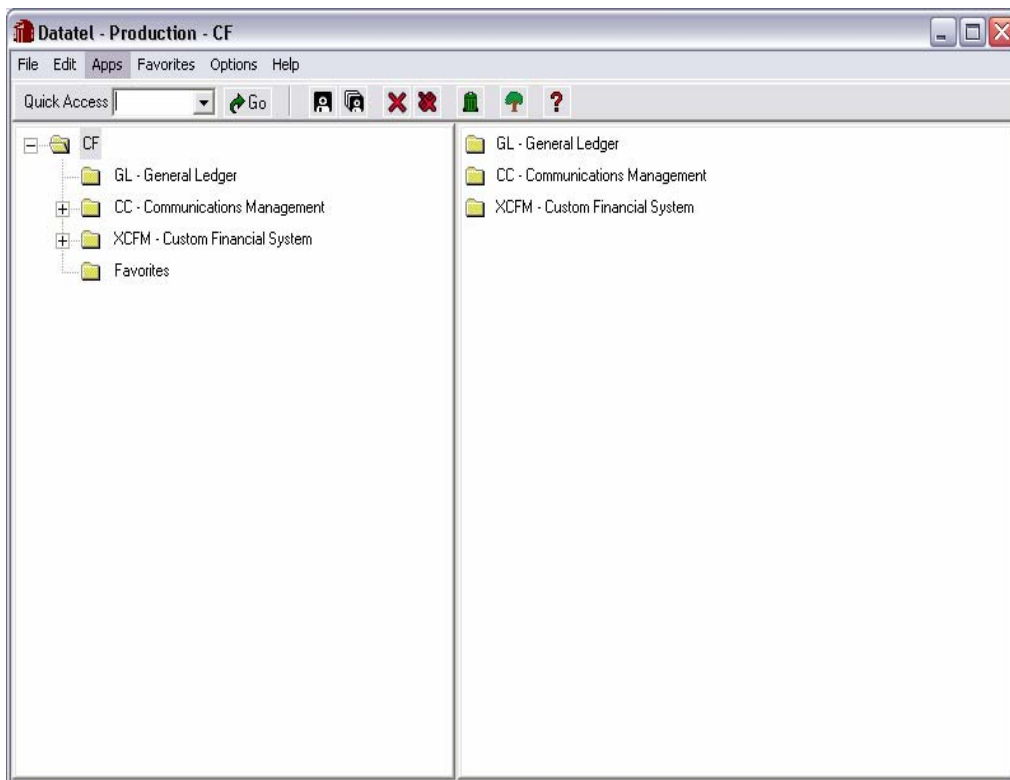 Datatel - Production - CF
File Edit Apps Favorites Options Help
Quick Access Go ?
CF
GL - General Ledger
CC - Communications Management
XCFM - Custom Financial System
Favorites
GL - General Ledger
CC - Communications Management
XCFM - Custom Financial System